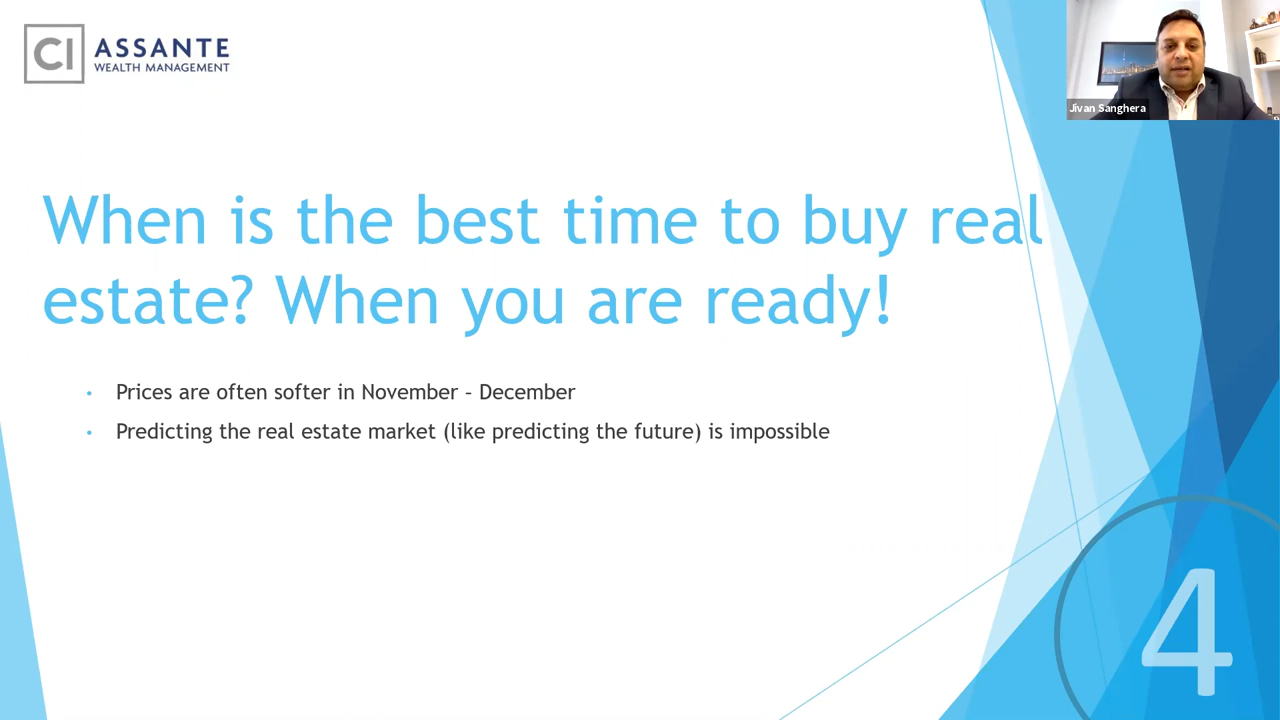 CI ASSANTE
WEALTH MANAGEMENT
Jivan Sanghera
When is the best time to buy real
estate? When you are ready!
• Prices are often softer in November – December
• Predicting the real estate market (like predicting the future) is impossible
4